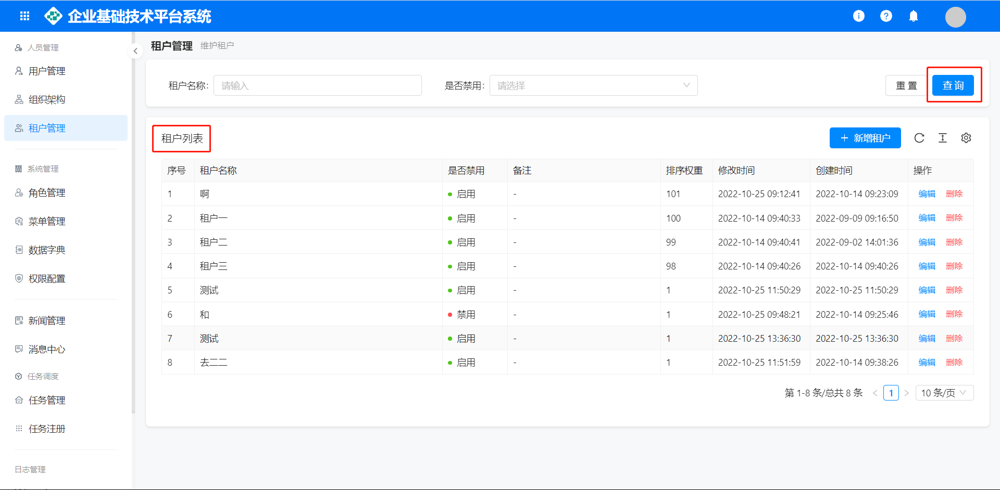 企业基础技术平台系统
人员管理
用户管理
组织架构
租户管理
系统管理
角色管理
菜单管理
数据字典
权限配置
新闻管理
消息中心
任务调度
任务管理
任务注册
日志管理
租户管理 维护租户
租户名称: 请输入 是否禁用: 请选择 重 置 查 询
租户列表 新增租户
序号 租户名称 是否禁用 备注 排序权重 修改时间 创建时间 操作
1 啊 启用 - 101 2022-10-25 09:12:41 2022-10-14 09:23:09 编辑 删除
2 租户一 启用 - 100 2022-10-14 09:40:33 2022-09-09 09:16:50 编辑 删除
3 租户二 启用 - 99 2022-10-14 09:40:41 2022-09-02 14:01:36 编辑 删除
4 租户三 启用 - 98 2022-10-14 09:40:26 2022-10-14 09:40:26 编辑 删除
5 测试 启用 - 1 2022-10-25 11:50:29 2022-10-25 11:50:29 编辑 删除
6 和 禁用 - 1 2022-10-25 09:48:21 2022-10-14 09:25:46 编辑 删除
7 测试 启用 - 1 2022-10-25 13:36:30 2022-10-25 13:36:30 编辑 删除
8 去二二 启用 - 1 2022-10-25 11:51:59 2022-10-14 09:38:26 编辑 删除
第 1-8 条/总共 8 条 < 1 > 10 条/页